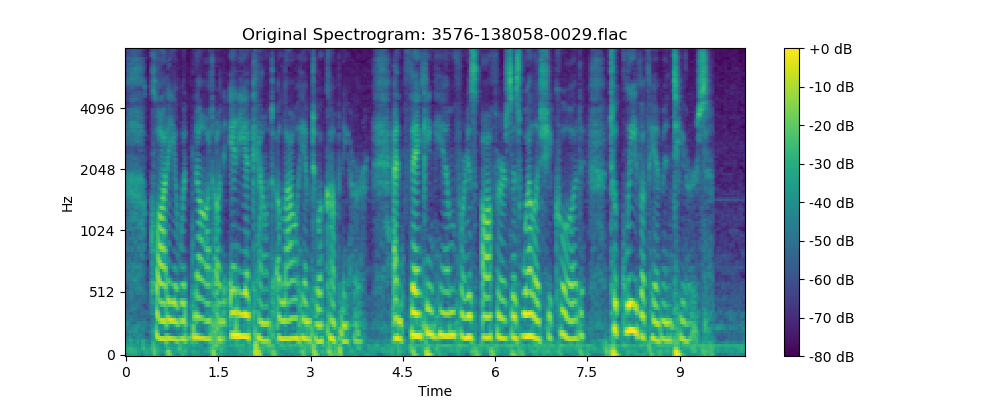 Original Spectrogram: 3576-138058-0029.flac
Hz
4096
2048
1024
512
0
0 1.5 3 4.5 6 7.5 9
Time
+0 dB
-10 dB
-20 dB
-30 dB
-40 dB
-50 dB
-60 dB
-70 dB
-80 dB